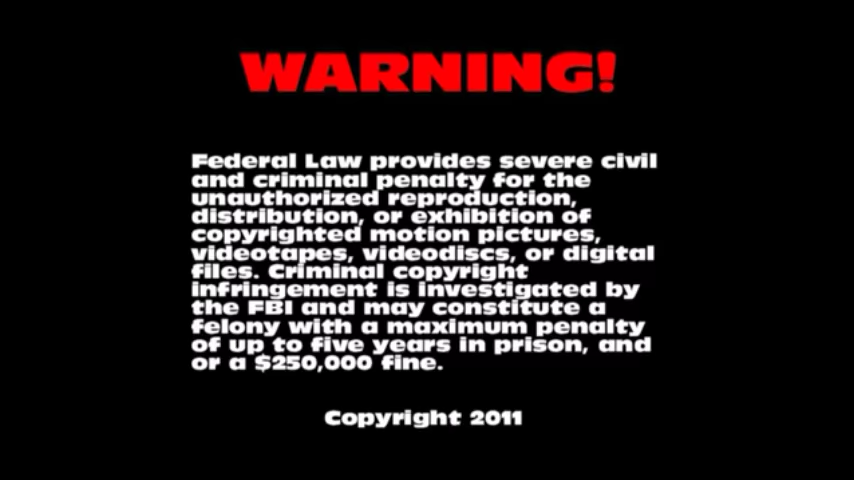 WARNING!
Federal Law provides severe civil
and criminal penalty for the
unauthorized reproduction,
distribution, or exhibition of
copyrighted motion pictures,
videotapes, videodiscs, or digital
files. Criminal copyright
infringement is investigated by
the FBI and may constitute a
felony with a maximum penalty
of up to five years in prison, and
or a $250,000 fine.
Copyright 2011